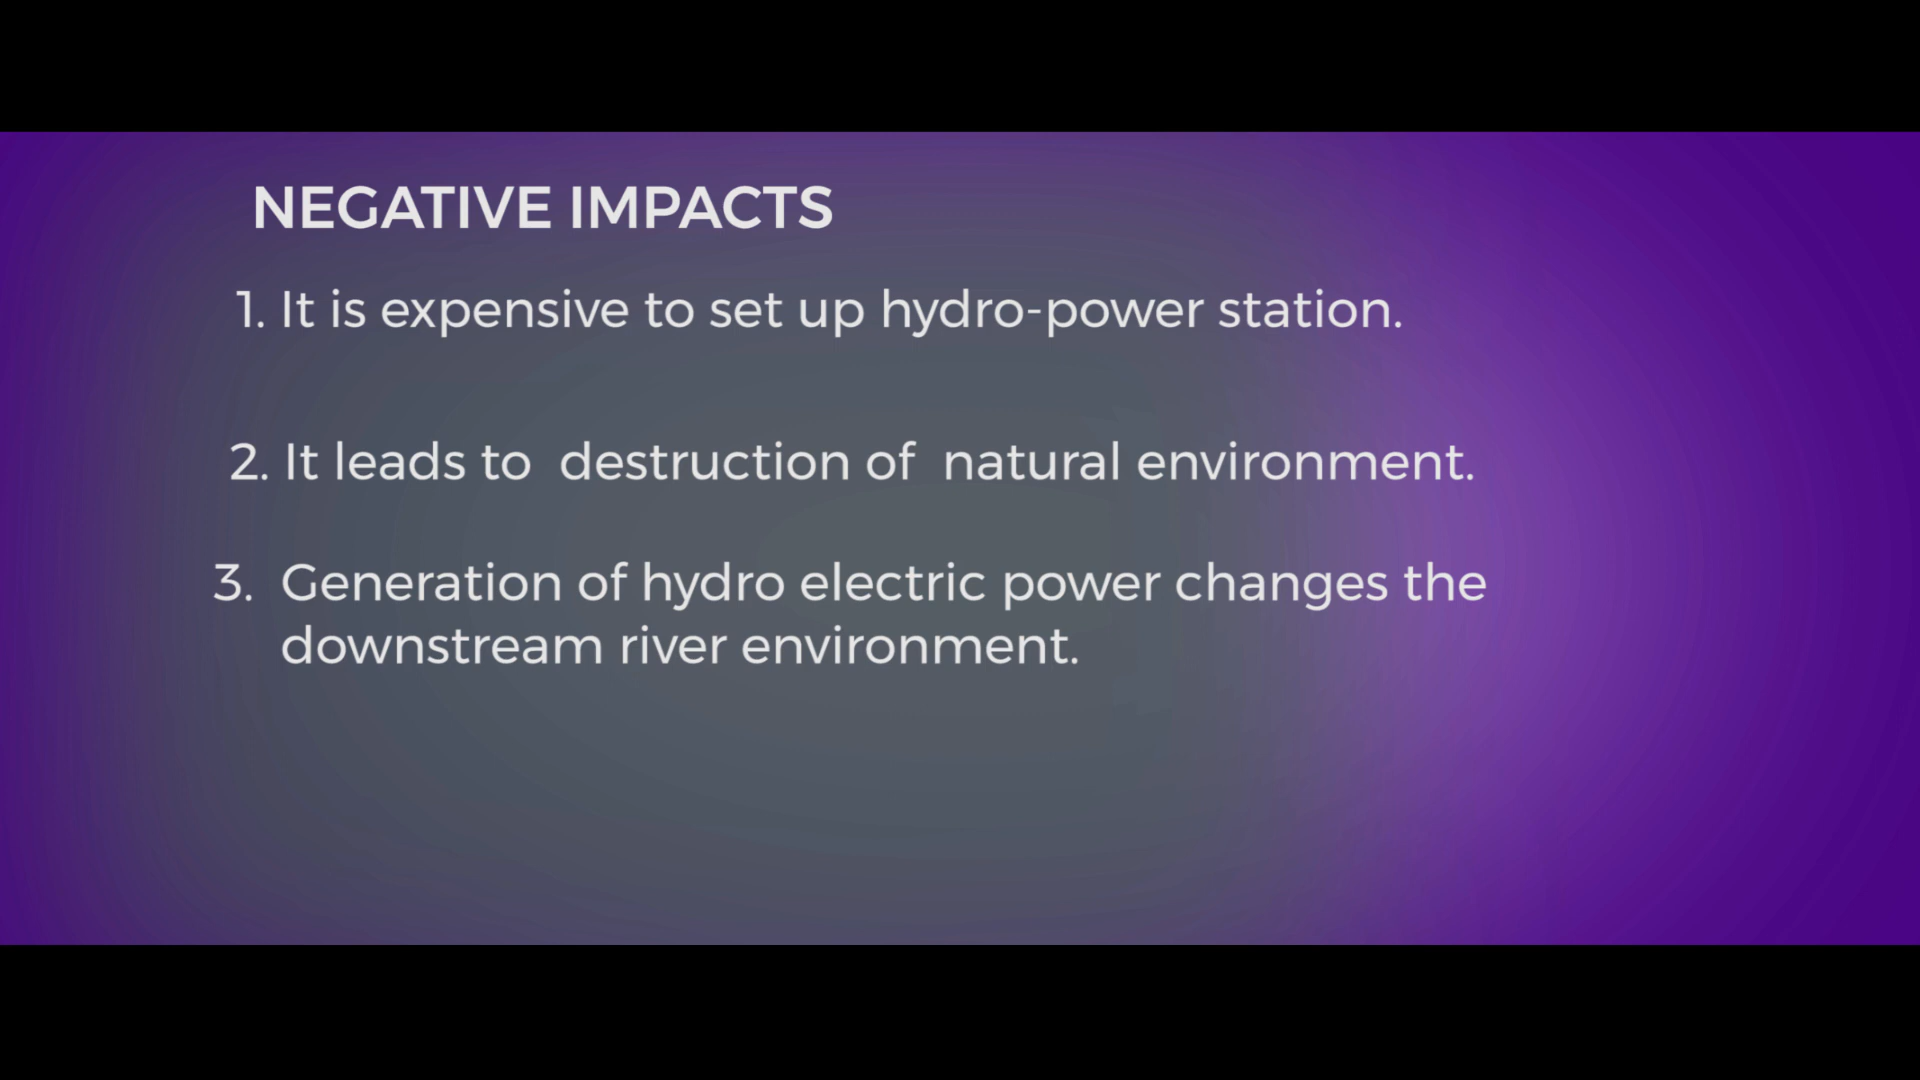 NEGATIVE IMPACTS
1. It is expensive to set up hydro-power station.
2. It leads to destruction of natural environment.
3. Generation of hydro electric power changes the
downstream river environment.